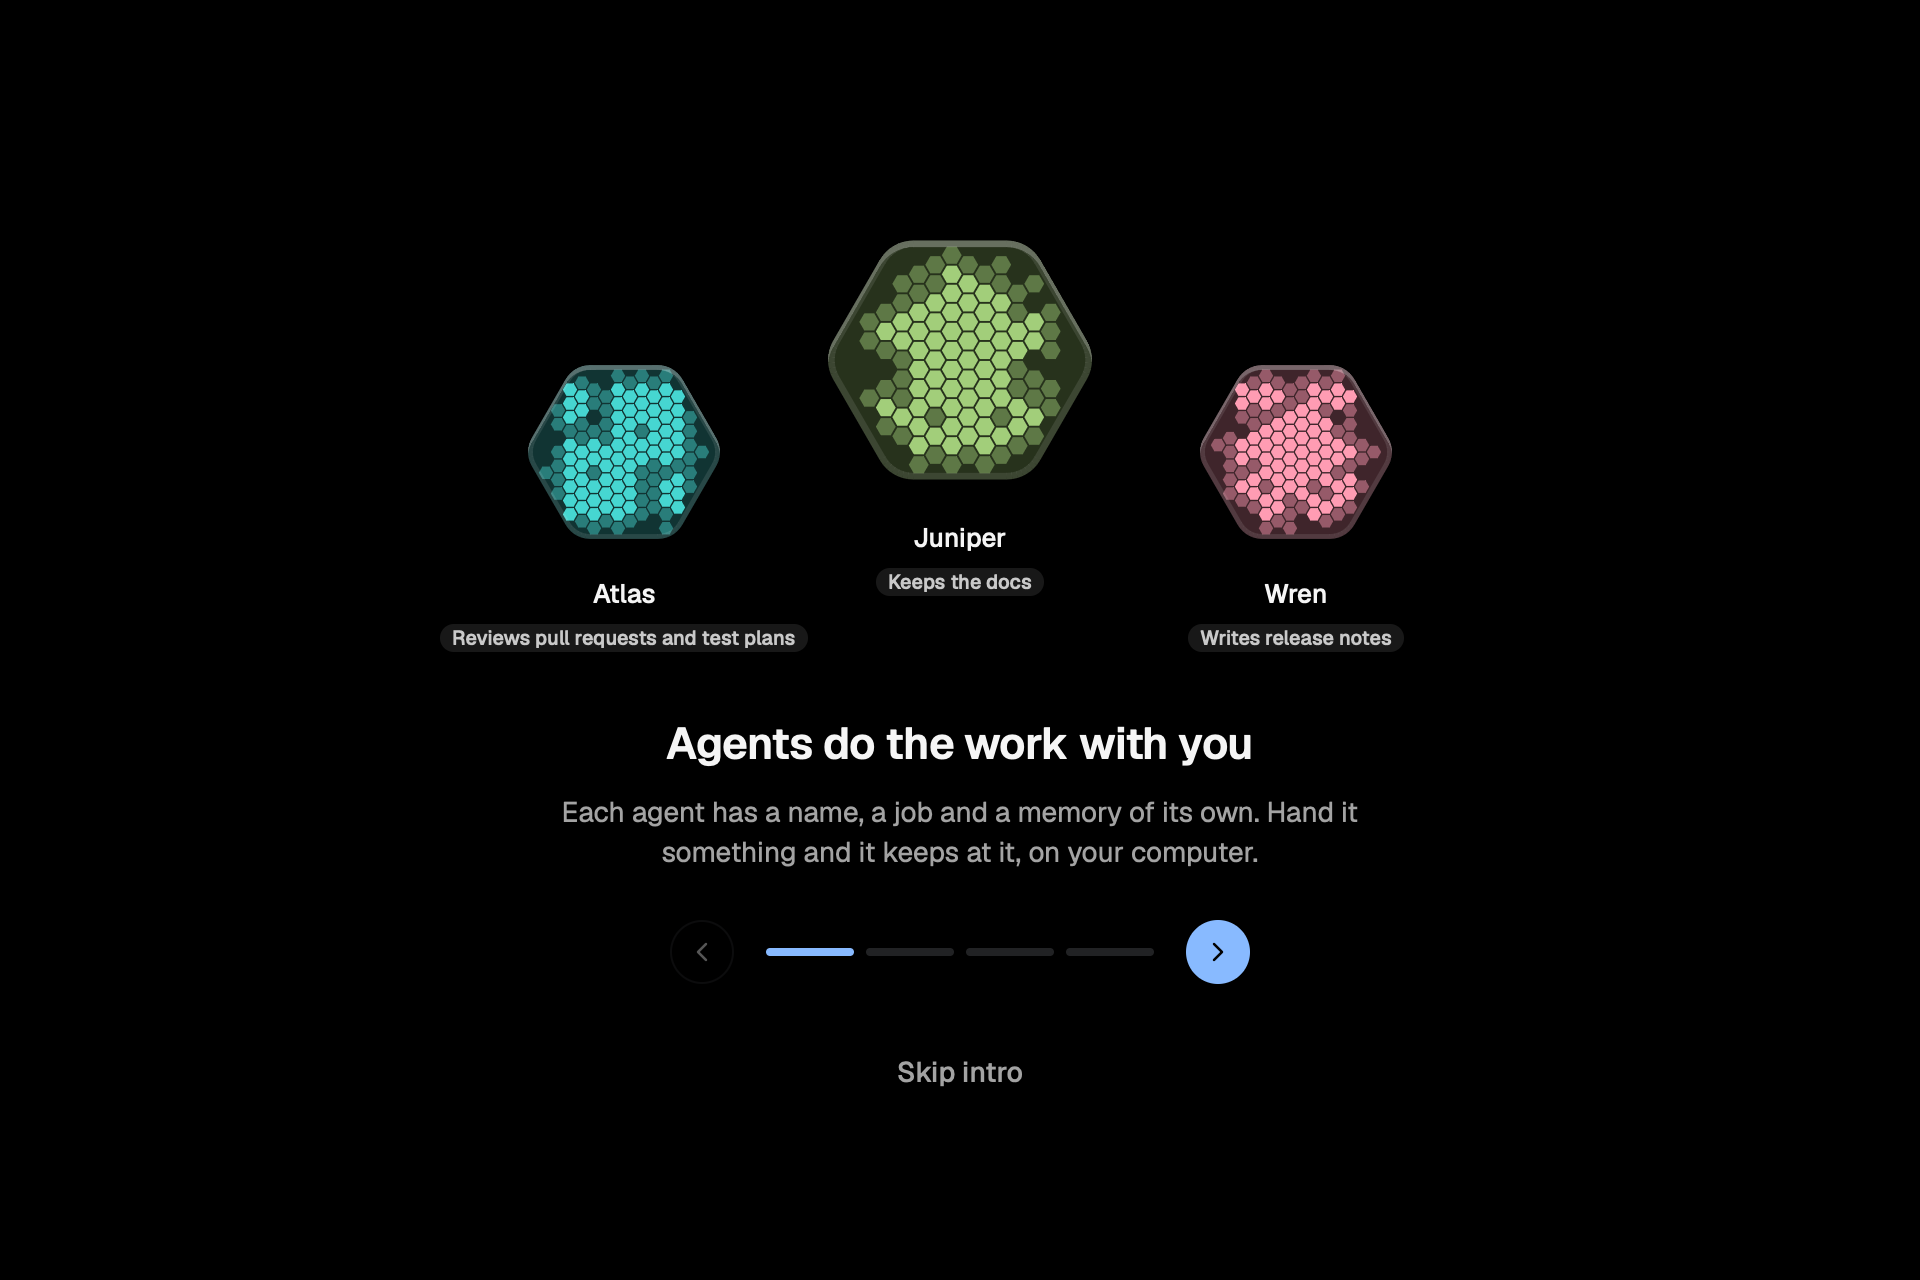 Juniper
Keeps the docs
Atlas
Reviews pull requests and test plans
Wren
Writes release notes
Agents do the work with you
Each agent has a name, a job and a memory of its own. Hand it
something and it keeps at it, on your computer.
Skip intro